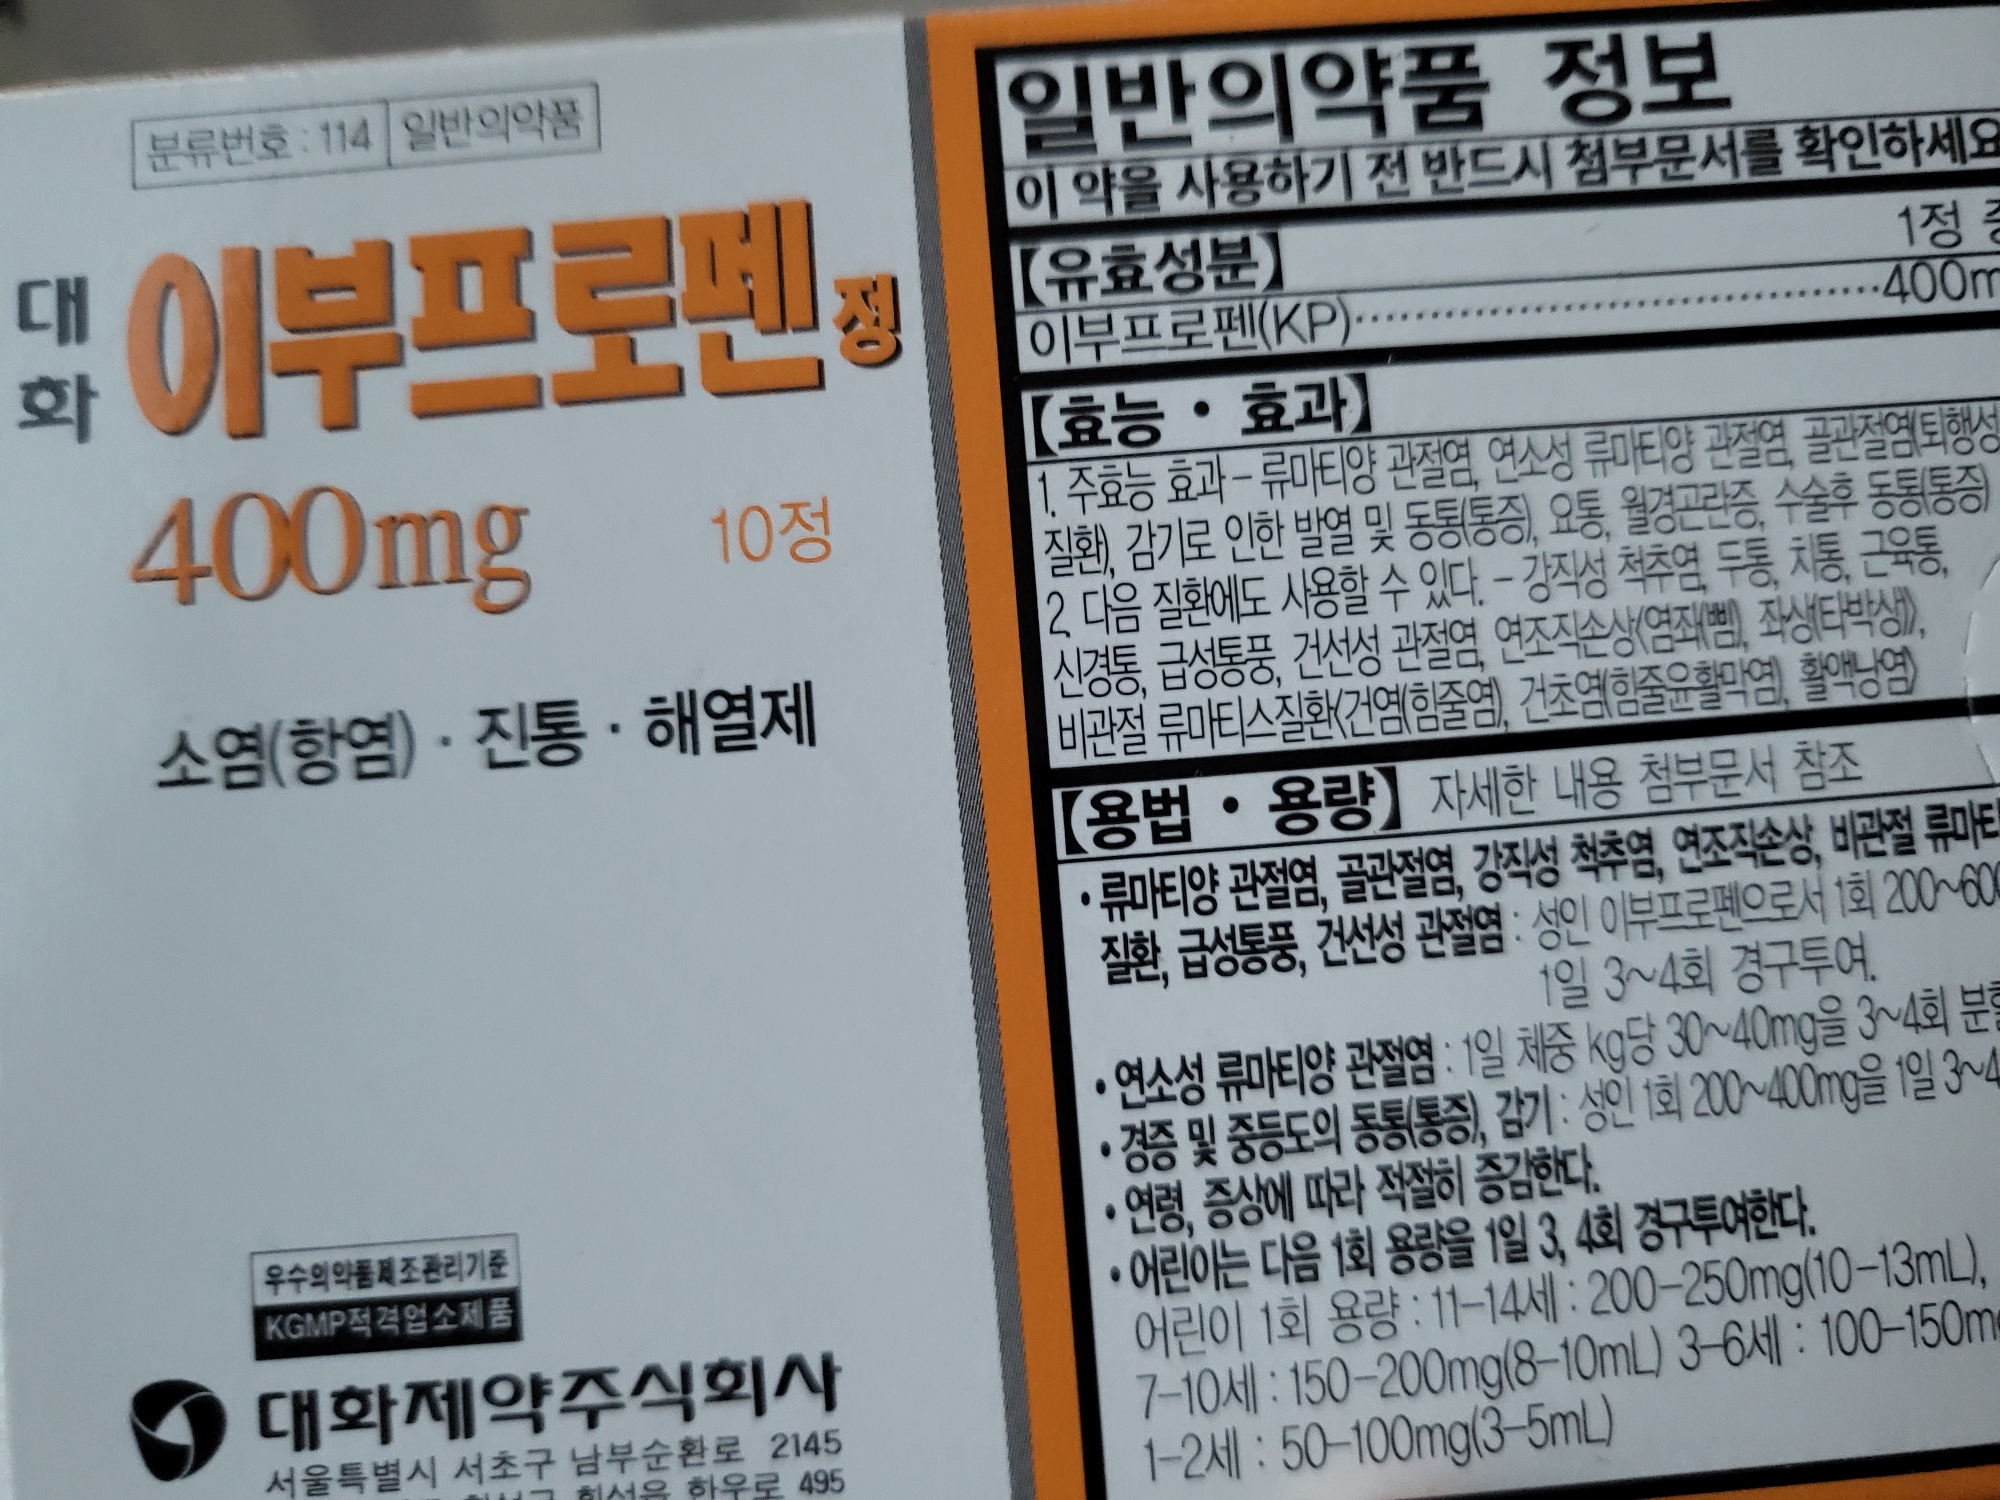 분류번호 : 114 일반의약품
대화 이부프로펜정
400mg 10정
소염(항염) · 진통 · 해열제
우수의약품제조관리기준
KGMP적격업소제품
대화제약주식회사
서울특별시 서초구 남부순환로 2145
한우로 495
일반의약품 정보
이 약을 사용하기 전 반드시 첨부문서를 확인하세요
1정
【유효성분】
이부프로펜(KP)········································400m
【효능 · 효과】
1. 주효능 효과 – 류마티양 관절염, 연소성 류마티양 관절염, 골관절염(퇴행성
질환), 감기로 인한 발열 및 동통(통증), 요통, 월경곤란증, 수술후 동통(통증)
2. 다음 질환에도 사용할 수 있다. – 강직성 척추염, 두통, 치통, 근육통,
신경통, 급성통풍, 건선성 관절염, 연조직손상〈염좌(삠), 좌상(타박상)〉,
비관절 류마티스질환〈건염(힘줄염), 건초염(힘줄윤활막염), 활액낭염〉
【용법 · 용량】 자세한 내용 첨부문서 참조
• 류마티양 관절염, 골관절염, 강직성 척추염, 연조직손상, 비관절 류마티
질환, 급성통풍, 건선성 관절염 : 성인 이부프로펜으로서 1회 200~600
1일 3~4회 경구투여.
• 연소성 류마티양 관절염 : 1일 체중 kg당 30~40mg을 3~4회 분할
• 경증 및 중등도의 동통(통증), 감기 : 성인 1회 200~400mg을 1일 3~4
• 연령, 증상에 따라 적절히 증감한다.
• 어린이는 다음 1회 용량을 1일 3, 4회 경구투여한다.
어린이 1회 용량 : 11–14세 : 200–250mg(10–13mL),
7–10세 : 150–200mg(8–10mL) 3–6세 : 100–150m
1–2세 : 50–100mg(3–5mL)